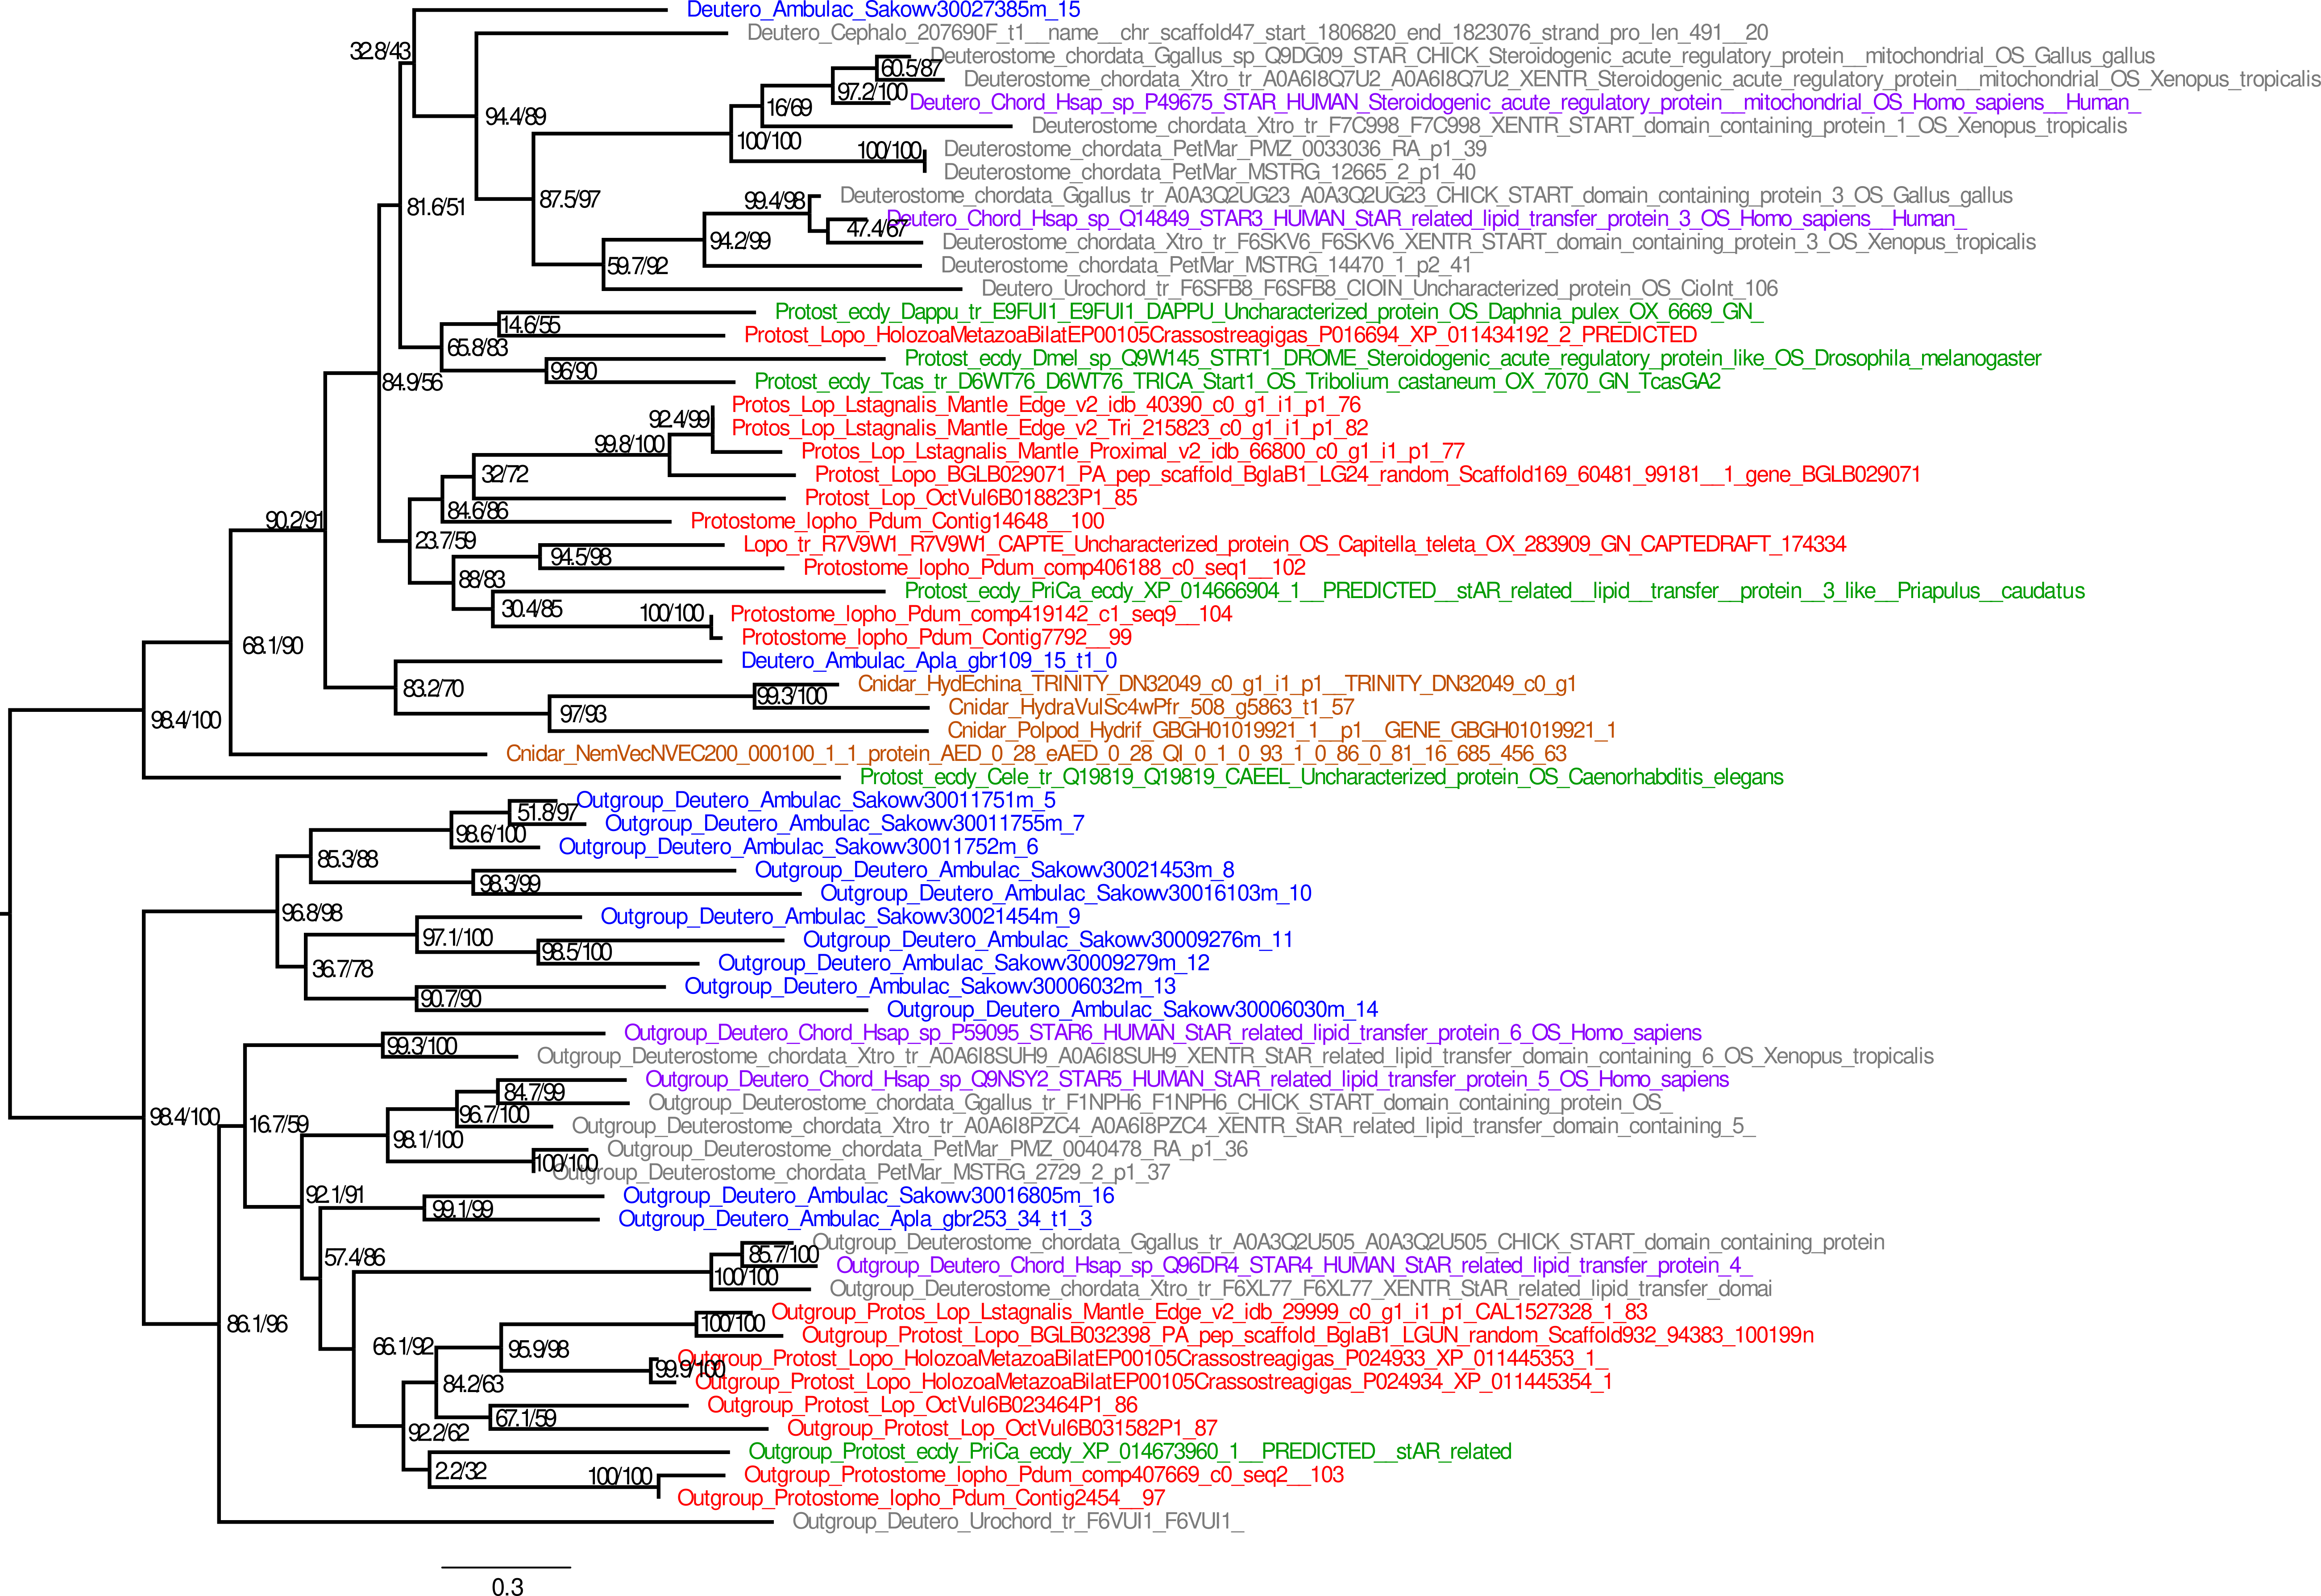 Deutero_Ambulac_Sakowv30027385m_15
Deutero_Cephalo_207690F_t1__name__chr_scaffold47_start_1806820_end_1823076_strand_pro_len_491__20
32.8/43
Deuterostome_chordata_Ggallus_sp_Q9DG09_STAR_CHICK_Steroidogenic_acute_regulatory_protein__mitochondrial_OS_Gallus_gallus
60.5/87
Deuterostome_chordata_Xtro_tr_A0A6I8Q7U2_A0A6I8Q7U2_XENTR_Steroidogenic_acute_regulatory_protein__mitochondrial_OS_Xenopus_tropicalis
97.2/100
Deutero_Chord_Hsap_sp_P49675_STAR_HUMAN_Steroidogenic_acute_regulatory_protein__mitochondrial_OS_Homo_sapiens__Human_
16/69
94.4/89
Deuterostome_chordata_Xtro_tr_F7C998_F7C998_XENTR_START_domain_containing_protein_1_OS_Xenopus_tropicalis
100/100
100/100
Deuterostome_chordata_PetMar_PMZ_0033036_RA_p1_39
Deuterostome_chordata_PetMar_MSTRG_12665_2_p1_40
87.5/97
99.4/98
Deuterostome_chordata_Ggallus_tr_A0A3Q2UG23_A0A3Q2UG23_CHICK_START_domain_containing_protein_3_OS_Gallus_gallus
81.6/51
Deutero_Chord_Hsap_sp_Q14849_STAR3_HUMAN_StAR_related_lipid_transfer_protein_3_OS_Homo_sapiens__Human_
47.4/67
94.2/99
Deuterostome_chordata_Xtro_tr_F6SKV6_F6SKV6_XENTR_START_domain_containing_protein_3_OS_Xenopus_tropicalis
59.7/92
Deuterostome_chordata_PetMar_MSTRG_14470_1_p2_41
Deutero_Urochord_tr_F6SFB8_F6SFB8_CIOIN_Uncharacterized_protein_OS_CioInt_106
Protost_ecdy_Dappu_tr_E9FUI1_E9FUI1_DAPPU_Uncharacterized_protein_OS_Daphnia_pulex_OX_6669_GN_
14.6/55
Protost_Lopo_HolozoaMetazoaBilatEP00105Crassostreagigas_P016694_XP_011434192_2_PREDICTED
65.8/83
Protost_ecdy_Dmel_sp_Q9W145_STRT1_DROME_Steroidogenic_acute_regulatory_protein_like_OS_Drosophila_melanogaster
96/90
84.9/56
Protost_ecdy_Tcas_tr_D6WT76_D6WT76_TRICA_Start1_OS_Tribolium_castaneum_OX_7070_GN_TcasGA2
Protos_Lop_Lstagnalis_Mantle_Edge_v2_idb_40390_c0_g1_i1_p1_76
92.4/99
Protos_Lop_Lstagnalis_Mantle_Edge_v2_Tri_215823_c0_g1_i1_p1_82
99.8/100
Protos_Lop_Lstagnalis_Mantle_Proximal_v2_idb_66800_c0_g1_i1_p1_77
32/72
Protost_Lopo_BGLB029071_PA_pep_scaffold_BglaB1_LG24_random_Scaffold169_60481_99181__1_gene_BGLB029071
Protost_Lop_OctVul6B018823P1_85
84.6/86
90.2/91
Protostome_lopho_Pdum_Contig14648__100
23.7/59
Lopo_tr_R7V9W1_R7V9W1_CAPTE_Uncharacterized_protein_OS_Capitella_teleta_OX_283909_GN_CAPTEDRAFT_174334
94.5/98
Protostome_lopho_Pdum_comp406188_c0_seq1__102
88/83
Protost_ecdy_PriCa_ecdy_XP_014666904_1__PREDICTED__stAR_related__lipid__transfer__protein__3_like__Priapulus__caudatus
30.4/85
100/100
Protostome_lopho_Pdum_comp419142_c1_seq9__104
Protostome_lopho_Pdum_Contig7792__99
68.1/90
Deutero_Ambulac_Apla_gbr109_15_t1_0
83.2/70
Cnidar_HydEchina_TRINITY_DN32049_c0_g1_i1_p1__TRINITY_DN32049_c0_g1
99.3/100
Cnidar_HydraVulSc4wPfr_508_g5863_t1_57
97/93
98.4/100
Cnidar_Polpod_Hydrif_GBGH01019921_1__p1__GENE_GBGH01019921_1
Cnidar_NemVecNVEC200_000100_1_1_protein_AED_0_28_eAED_0_28_QI_0_1_0_93_1_0_86_0_81_16_685_456_63
Protost_ecdy_Cele_tr_Q19819_Q19819_CAEEL_Uncharacterized_protein_OS_Caenorhabditis_elegans
Outgroup_Deutero_Ambulac_Sakowv30011751m_5
51.8/97
Outgroup_Deutero_Ambulac_Sakowv30011755m_7
98.6/100
Outgroup_Deutero_Ambulac_Sakowv30011752m_6
85.3/88
Outgroup_Deutero_Ambulac_Sakowv30021453m_8
98.3/99
Outgroup_Deutero_Ambulac_Sakowv30016103m_10
96.8/98
Outgroup_Deutero_Ambulac_Sakowv30021454m_9
97.1/100
Outgroup_Deutero_Ambulac_Sakowv30009276m_11
98.5/100
Outgroup_Deutero_Ambulac_Sakowv30009279m_12
36.7/78
Outgroup_Deutero_Ambulac_Sakowv30006032m_13
90.7/90
Outgroup_Deutero_Ambulac_Sakowv30006030m_14
Outgroup_Deutero_Chord_Hsap_sp_P59095_STAR6_HUMAN_StAR_related_lipid_transfer_protein_6_OS_Homo_sapiens
99.3/100
Outgroup_Deuterostome_chordata_Xtro_tr_A0A6I8SUH9_A0A6I8SUH9_XENTR_StAR_related_lipid_transfer_domain_containing_6_OS_Xenopus_tropicalis
Outgroup_Deutero_Chord_Hsap_sp_Q9NSY2_STAR5_HUMAN_StAR_related_lipid_transfer_protein_5_OS_Homo_sapiens
84.7/99
Outgroup_Deuterostome_chordata_Ggallus_tr_F1NPH6_F1NPH6_CHICK_START_domain_containing_protein_OS_
96.7/100
98.4/100
16.7/59
Outgroup_Deuterostome_chordata_Xtro_tr_A0A6I8PZC4_A0A6I8PZC4_XENTR_StAR_related_lipid_transfer_domain_containing_5_
98.1/100
Outgroup_Deuterostome_chordata_PetMar_PMZ_0040478_RA_p1_36
100/100
Outgroup_Deuterostome_chordata_PetMar_MSTRG_2729_2_p1_37
92.1/91
Outgroup_Deutero_Ambulac_Sakowv30016805m_16
99.1/99
Outgroup_Deutero_Ambulac_Apla_gbr253_34_t1_3
57.4/86
Outgroup_Deuterostome_chordata_Ggallus_tr_A0A3Q2U505_A0A3Q2U505_CHICK_START_domain_containing_protein
85.7/100
Outgroup_Deutero_Chord_Hsap_sp_Q96DR4_STAR4_HUMAN_StAR_related_lipid_transfer_protein_4_
100/100
Outgroup_Deuterostome_chordata_Xtro_tr_F6XL77_F6XL77_XENTR_StAR_related_lipid_transfer_domai
Outgroup_Protos_Lop_Lstagnalis_Mantle_Edge_v2_idb_29999_c0_g1_i1_p1_CAL1527328_1_83
86.1/96
100/100
Outgroup_Protost_Lopo_BGLB032398_PA_pep_scaffold_BglaB1_LGUN_random_Scaffold932_94383_100199n
66.1/92
95.9/98
Outgroup_Protost_Lopo_HolozoaMetazoaBilatEP00105Crassostreagigas_P024933_XP_011445353_1_
99.9/100
Outgroup_Protost_Lopo_HolozoaMetazoaBilatEP00105Crassostreagigas_P024934_XP_011445354_1
84.2/63
Outgroup_Protost_Lop_OctVul6B023464P1_86
67.1/59
Outgroup_Protost_Lop_OctVul6B031582P1_87
92.2/62
Outgroup_Protost_ecdy_PriCa_ecdy_XP_014673960_1__PREDICTED__stAR_related
2.2/32
100/100
Outgroup_Protostome_lopho_Pdum_comp407669_c0_seq2__103
Outgroup_Protostome_lopho_Pdum_Contig2454__97
Outgroup_Deutero_Urochord_tr_F6VUI1_F6VUI1_
0.3